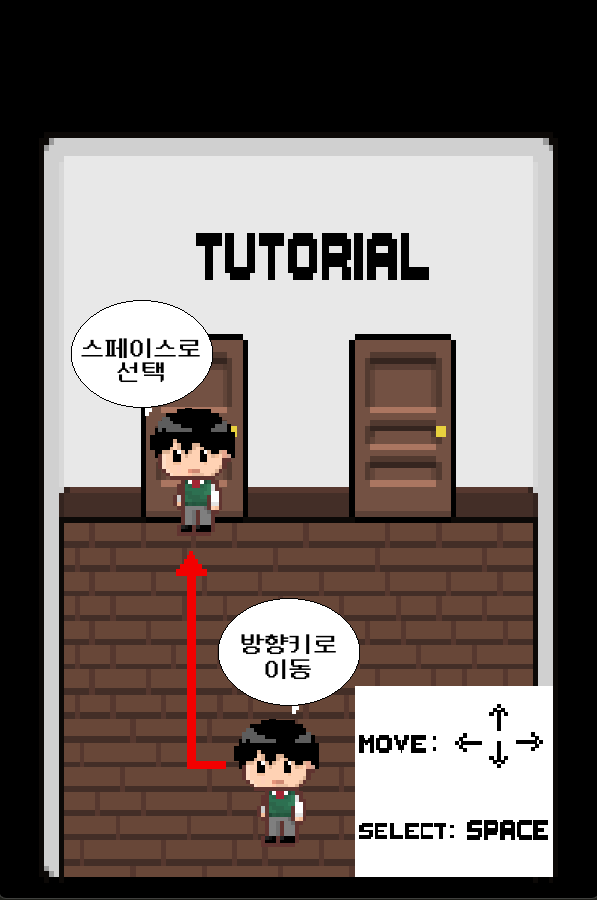 TUTORIAL
스페이스로
선택
방향키로
이동
MOVE: ↑ ← ↓ →
SELECT: SPACE